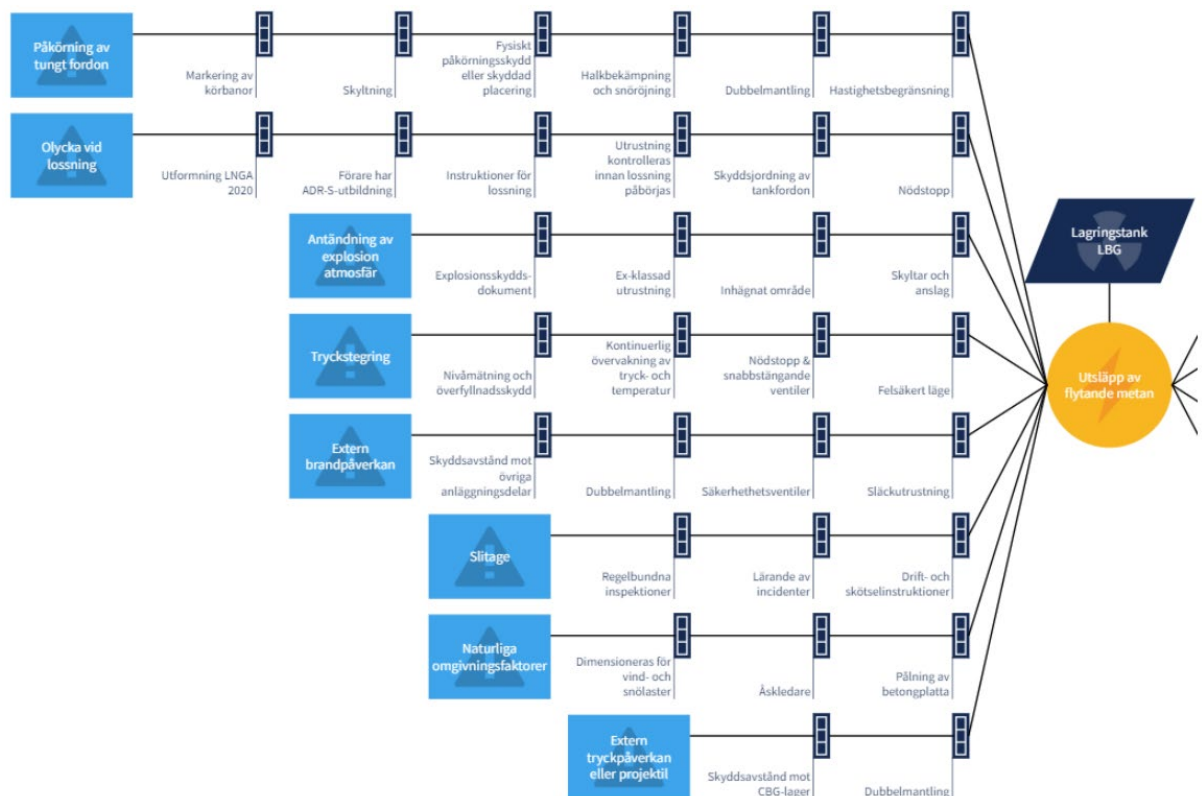 Påkörning av
tungt fordon
Markering av
körbanor
Skyltning
Fysiskt
påkörningsskydd
eller skyddad
placering
Halkbekämpning
och snöröjning
Dubbelmantling
Hastighetsbegränsning
Olycka vid
lossning
Utformning LNGA
2020
Förare har
ADR-S-utbildning
Instruktioner för
lossning
Utrustning
kontrolleras
innan lossning
påbörjas
Skyddsjordning av
tankfordon
Nödstopp
Antändning av
explosion
atmosfär
Explosionsskydds-
dokument
Ex-klassad
utrustning
Inhägnat område
Skyltar och
anslag
Lagringstank
LBG
Tryckstegring
Nivåmätning och
överfyllnadsskydd
Kontinuerlig
övervakning av
tryck- och
temperatur
Nödstopp &
snabbstängande
ventiler
Felsäkert läge
Utsläpp av
flytande metan
Extern
brandpåverkan
Skyddsavstånd mot
övriga
anläggningsdelar
Dubbelmantling
Säkerhethetsventiler
Släckutrustning
Slitage
Regelbundna
inspektioner
Lärande av
incidenter
Drift- och
skötselinstruktioner
Naturliga
omgivningsfaktorer
Dimensioneras för
vind- och
snölaster
Åskledare
Pålning av
betongplatta
Extern
tryckpåverkan
eller projektil
Skyddsavstånd mot
CBG-lager
Dubbelmantling